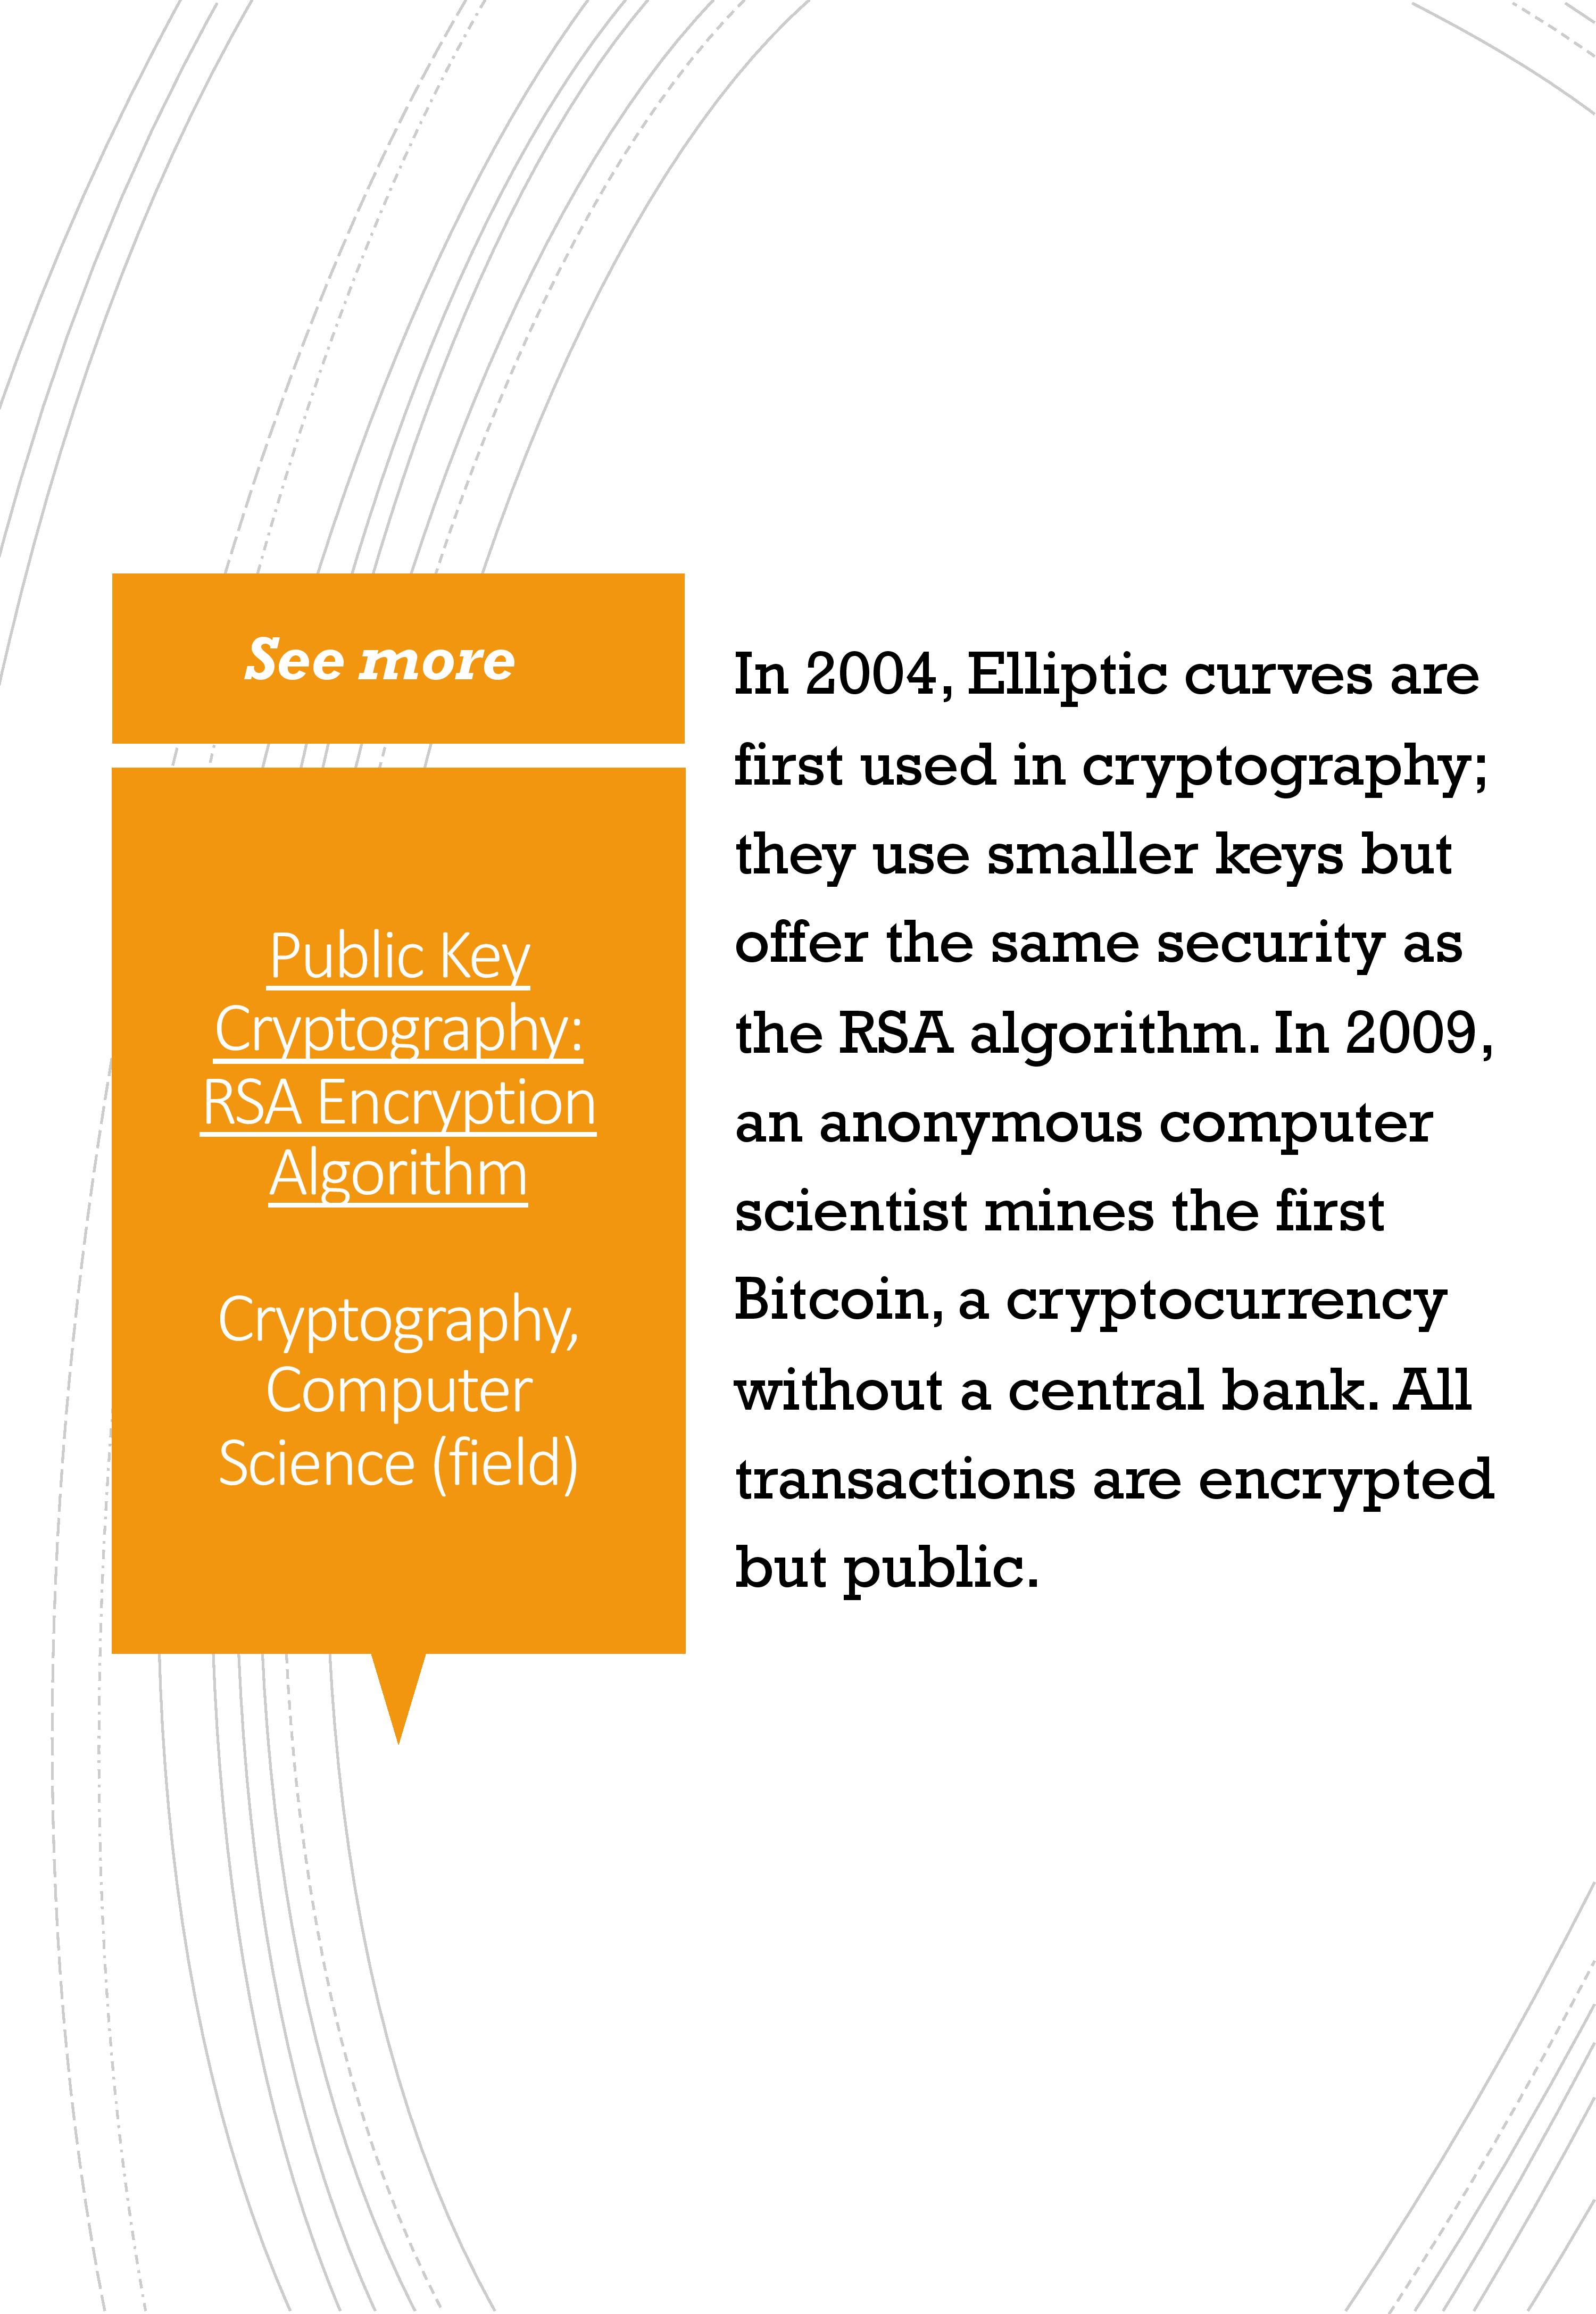 See more
Public Key
Cryptography:
RSA Encryption
Algorithm
Cryptography,
Computer
Science (field)
In 2004, Elliptic curves are
first used in cryptography;
they use smaller keys but
offer the same security as
the RSA algorithm. In 2009,
an anonymous computer
scientist mines the first
Bitcoin, a cryptocurrency
without a central bank. All
transactions are encrypted
but public.